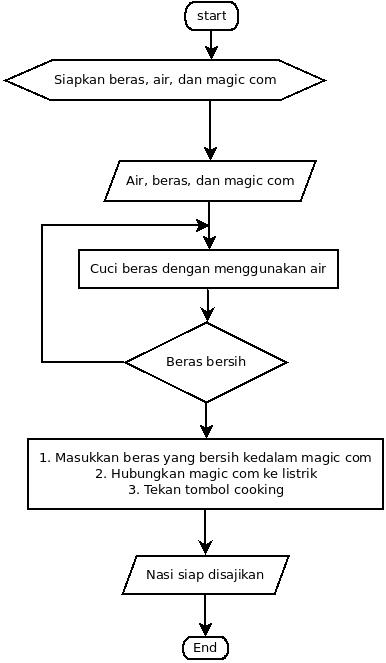 start
Siapkan beras, air, dan magic com
Air, beras, dan magic com
Cuci beras dengan menggunakan air
Beras bersih
1. Masukkan beras yang bersih kedalam magic com
2. Hubungkan magic com ke listrik
3. Tekan tombol cooking
Nasi siap disajikan
End